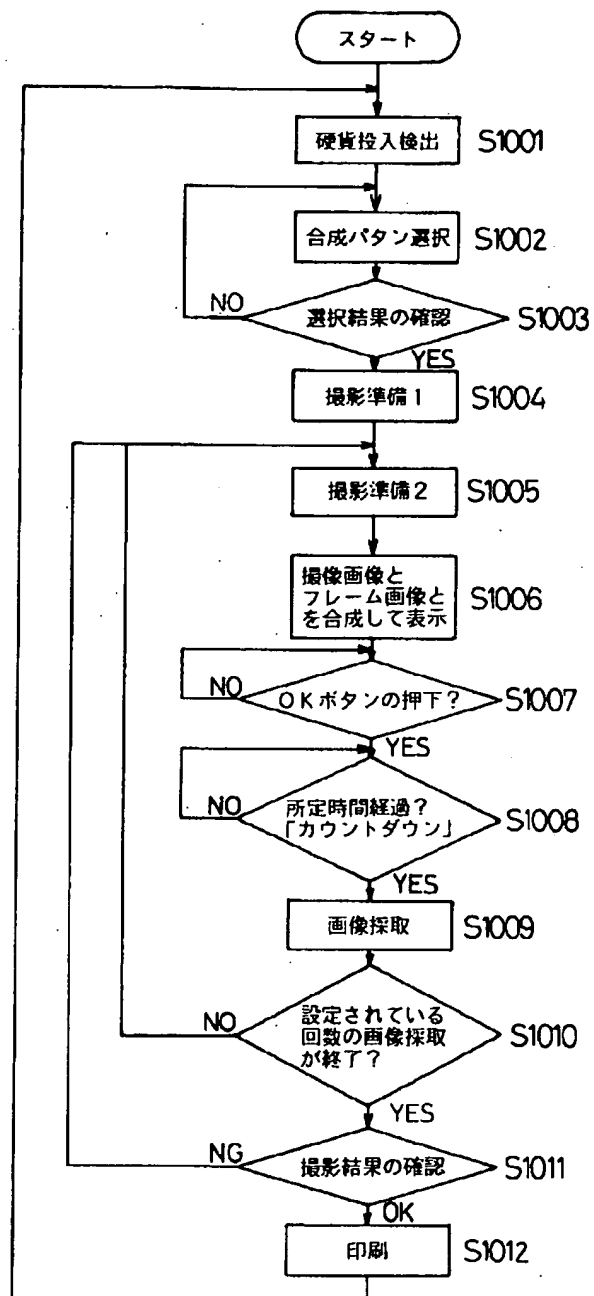 スタート
硬貨投入検出 S1001
合成パタン選択 S1002
選択結果の確認 S1003
NO
YES
撮影準備1 S1004
撮影準備2 S1005
撮像画像と
フレーム画像と
を合成して表示
S1006
NO
OKボタンの押下? S1007
YES
NO
所定時間経過?
「カウントダウン」
S1008
YES
画像採取 S1009
NO
設定されている
回数の画像採取
が終了?
S1010
YES
NG
撮影結果の確認 S1011
OK
印刷 S1012